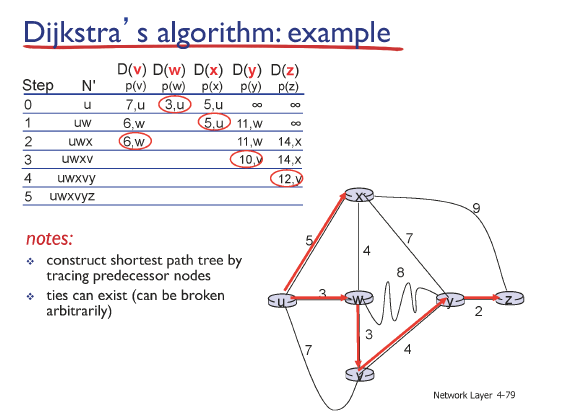 Dijkstra's algorithm: example
D(v) D(w) D(x) D(y) D(z)
Step N' p(v) p(w) p(x) p(y) p(z)
0 u 7,u 3,u 5,u ∞ ∞
1 uw 6,w 5,u 11,w ∞
2 uwx 6,w 11,w 14,x
3 uwxv 10,v 14,x
4 uwxvy 12,y
5 uwxvyz
notes:
❖ construct shortest path tree by
tracing predecessor nodes
❖ ties can exist (can be broken
arbitrarily)
x
9
5
7
4
8
u
3
w
y
z
2
3
7
4
v
Network Layer 4-79